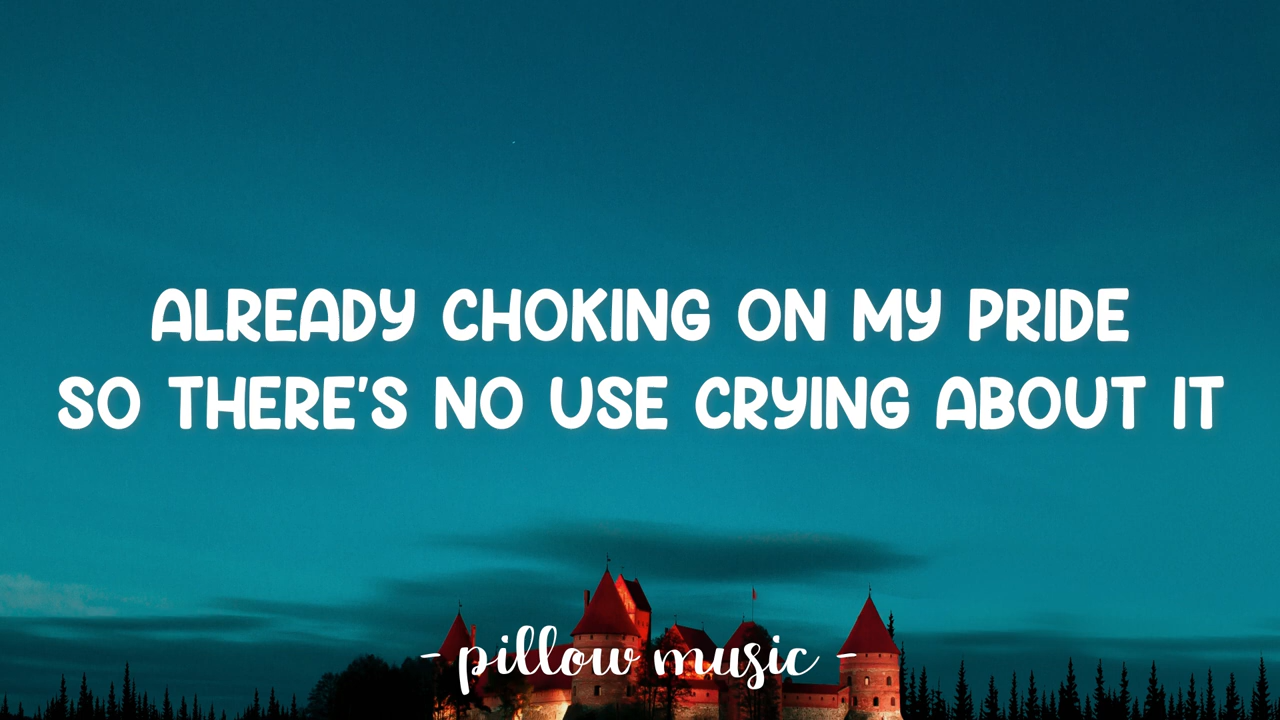 ALREADY CHOKING ON MY PRIDE
SO THERE'S NO USE CRYING ABOUT IT
- pillow music -